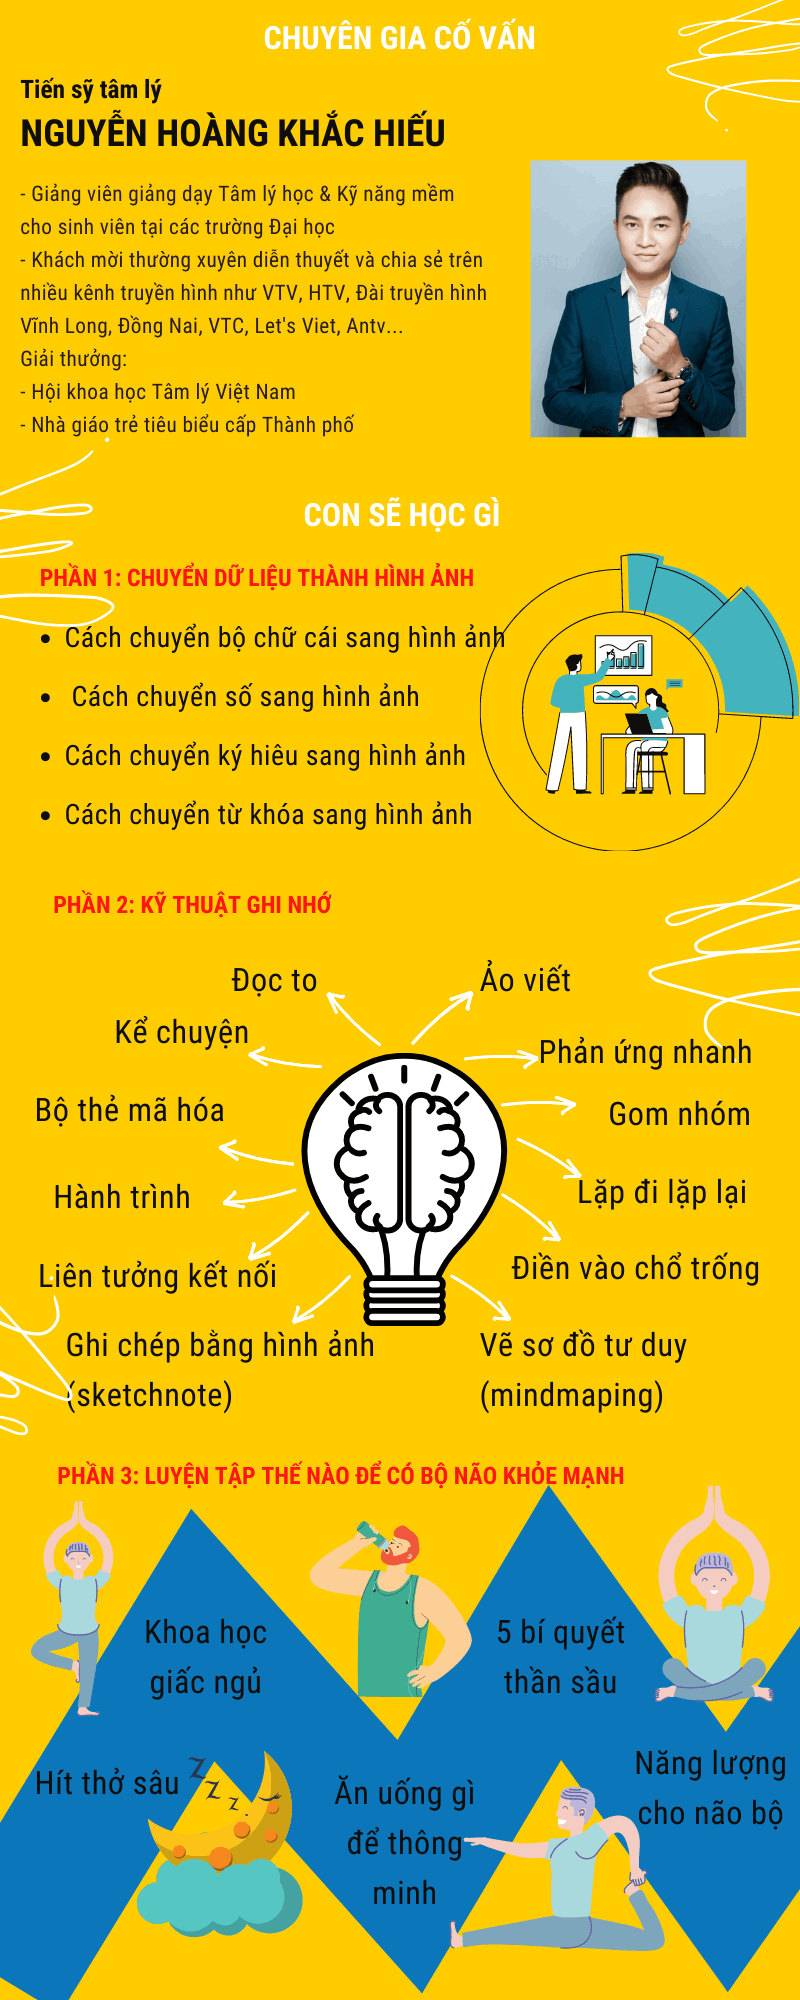 CHUYÊN GIA CỐ VẤN
Tiến sỹ tâm lý
NGUYỄN HOÀNG KHẮC HIẾU
- Giảng viên giảng dạy Tâm lý học & Kỹ năng mềm
cho sinh viên tại các trường Đại học
- Khách mời thường xuyên diễn thuyết và chia sẻ trên
nhiều kênh truyền hình như VTV, HTV, Đài truyền hình
Vĩnh Long, Đồng Nai, VTC, Let's Viet, Antv...
Giải thưởng:
- Hội khoa học Tâm lý Việt Nam
- Nhà giáo trẻ tiêu biểu cấp Thành phố
CON SẼ HỌC GÌ
PHẦN 1: CHUYỂN DỮ LIỆU THÀNH HÌNH ẢNH
• Cách chuyển bộ chữ cái sang hình ảnh
• Cách chuyển số sang hình ảnh
• Cách chuyển ký hiêu sang hình ảnh
• Cách chuyển từ khóa sang hình ảnh
PHẦN 2: KỸ THUẬT GHI NHỚ
Đọc to
Ảo viết
Kể chuyện
Phản ứng nhanh
Bộ thẻ mã hóa
Gom nhóm
Hành trình
Lặp đi lặp lại
Liên tưởng kết nối
Điền vào chổ trống
Ghi chép bằng hình ảnh
(sketchnote)
Vẽ sơ đồ tư duy
(mindmaping)
PHẦN 3: LUYỆN TẬP THẾ NÀO ĐỂ CÓ BỘ NÃO KHỎE MẠNH
Khoa học
giấc ngủ
5 bí quyết
thần sầu
Hít thở sâu
Z Z Z .
Ăn uống gì
để thông
minh
Năng lượng
cho não bộ